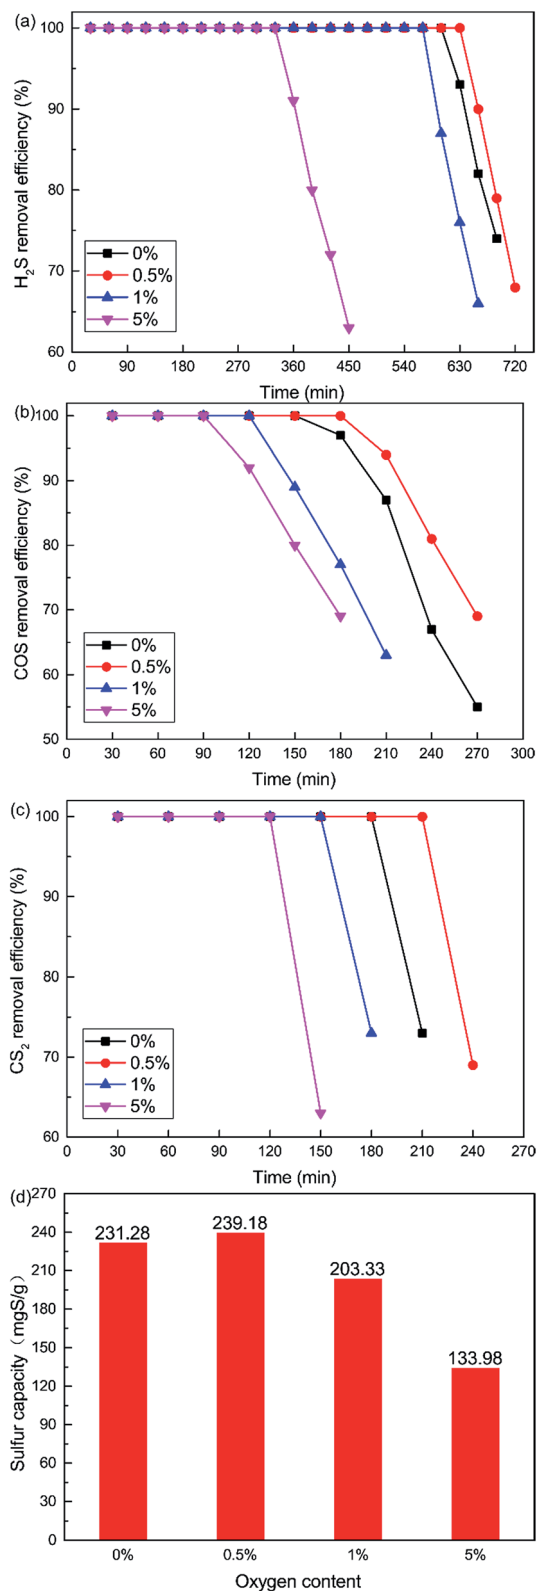 (a)
100
90
80
70
60
H2S removal efficiency (%)
0%
0.5%
1%
5%
0 90 180 270 360 450 540 630 720
Time (min)
(b)
100
90
80
70
60
50
COS removal efficiency (%)
0%
0.5%
1%
5%
0 30 60 90 120 150 180 210 240 270 300
Time (min)
(c)
100
90
80
70
60
CS2 removal efficiency (%)
0%
0.5%
1%
5%
0 30 60 90 120 150 180 210 240 270
Time (min)
(d)
270
240
210
180
150
120
90
60
30
0
Sulfur capacity（mgS/g）
231.28
239.18
203.33
133.98
0% 0.5% 1% 5%
Oxygen content